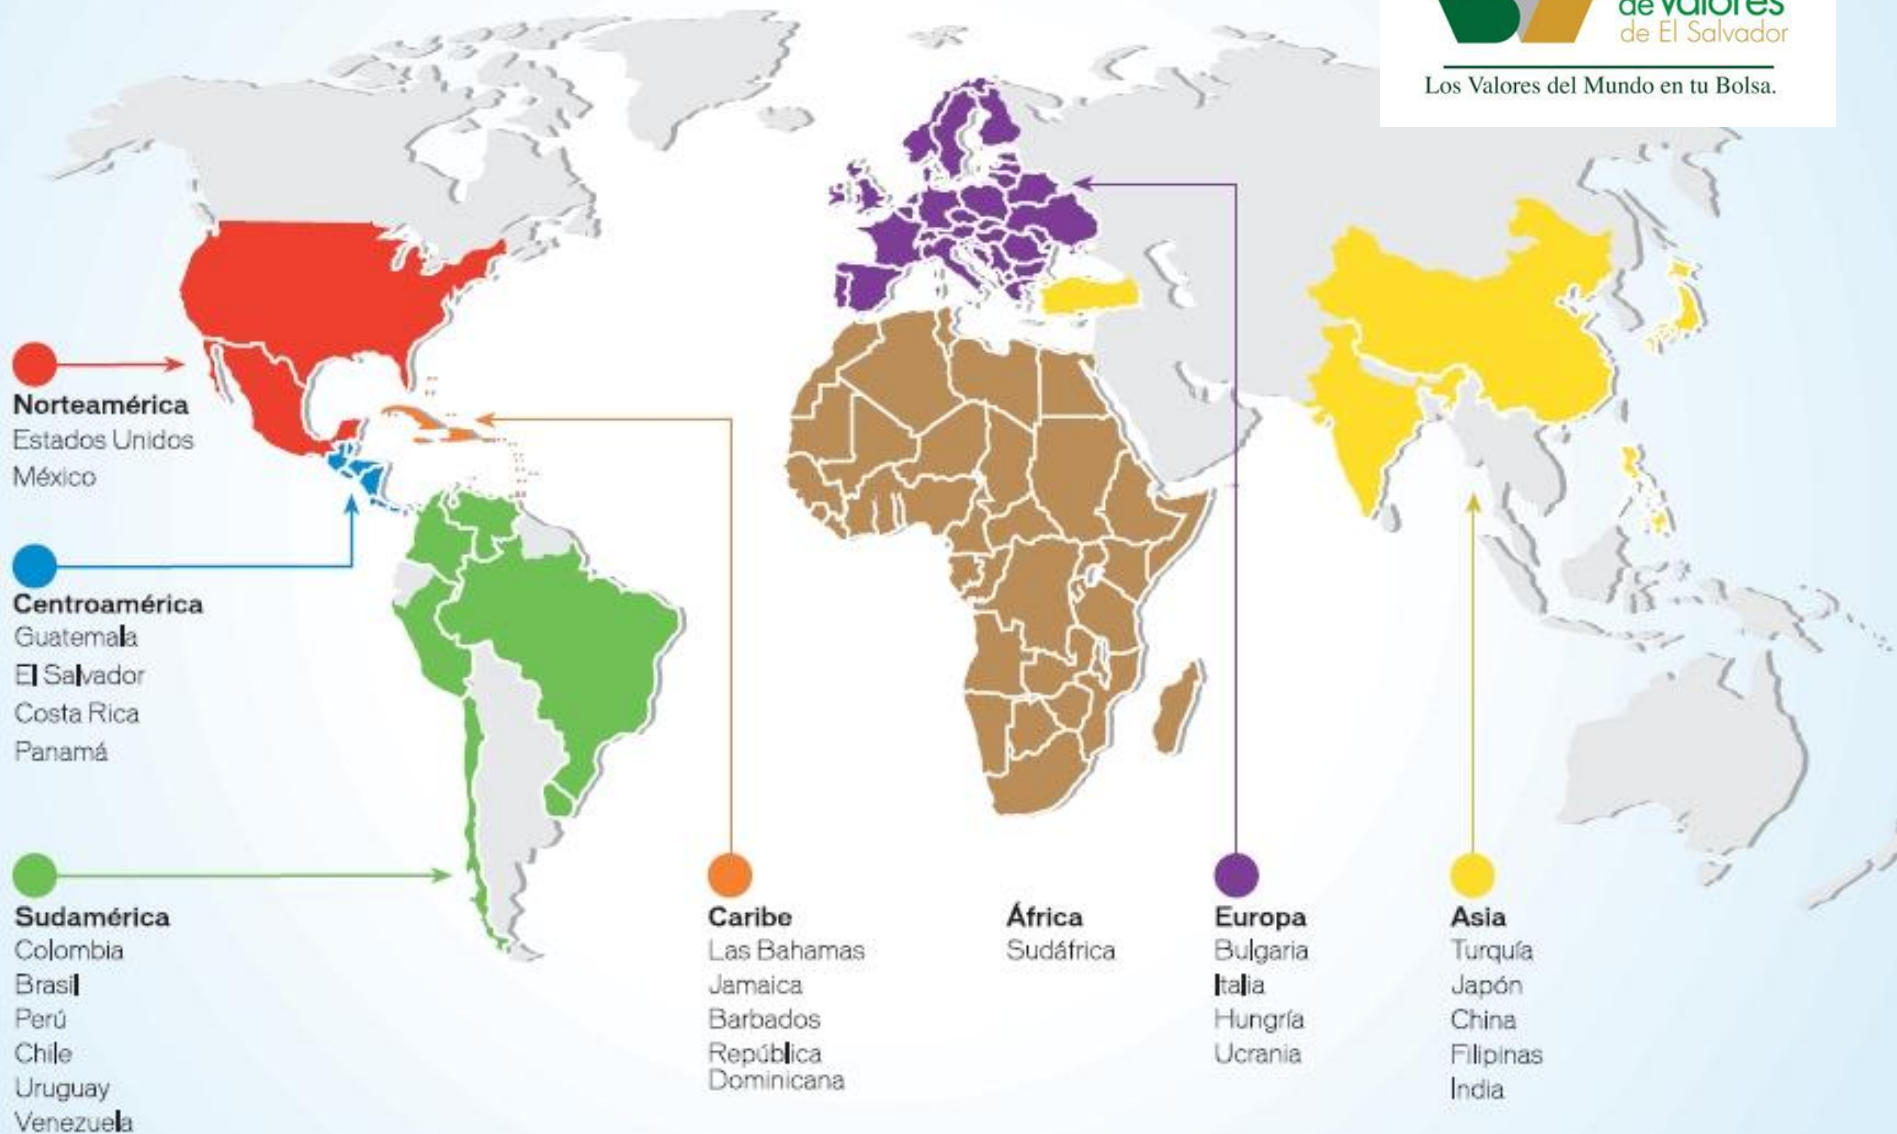 de valores
de El Salvador
Los Valores del Mundo en tu Bolsa.
Norteamérica
Estados Unidos
México
Centroamérica
Guatemala
El Salvador
Costa Rica
Panamá
Sudamérica
Colombia
Brasil
Perú
Chile
Uruguay
Venezuela
Caribe
Las Bahamas
Jamaica
Barbados
República
Dominicana
África
Sudáfrica
Europa
Bulgaria
Italia
Hungría
Ucrania
Asia
Turquía
Japón
China
Filipinas
India